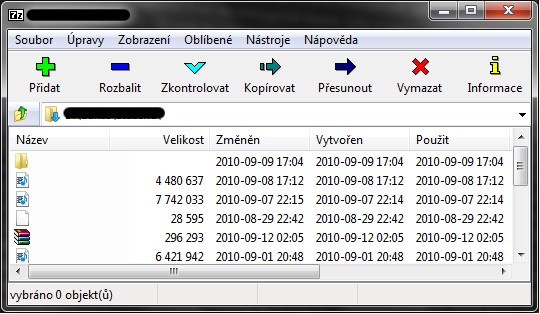 7z
Soubor Úpravy Zobrazení Oblíbené Nástroje Nápověda
Přidat Rozbalit Zkontrolovat Kopírovat Přesunout Vymazat Informace
Název Velikost Změněn Vytvořen Použit
2010-09-09 17:04 2010-09-09 17:04 2010-09-09 17:04
4 480 637 2010-09-08 17:12 2010-09-08 17:12 2010-09-08 17:12
7 742 033 2010-09-07 22:15 2010-09-07 22:14 2010-09-07 22:14
28 595 2010-08-29 22:42 2010-08-29 22:42 2010-08-29 22:42
296 293 2010-09-12 02:05 2010-09-12 02:05 2010-09-12 02:05
6 421 942 2010-09-01 20:48 2010-09-01 20:48 2010-09-01 20:48
vybráno 0 objekt(ů)